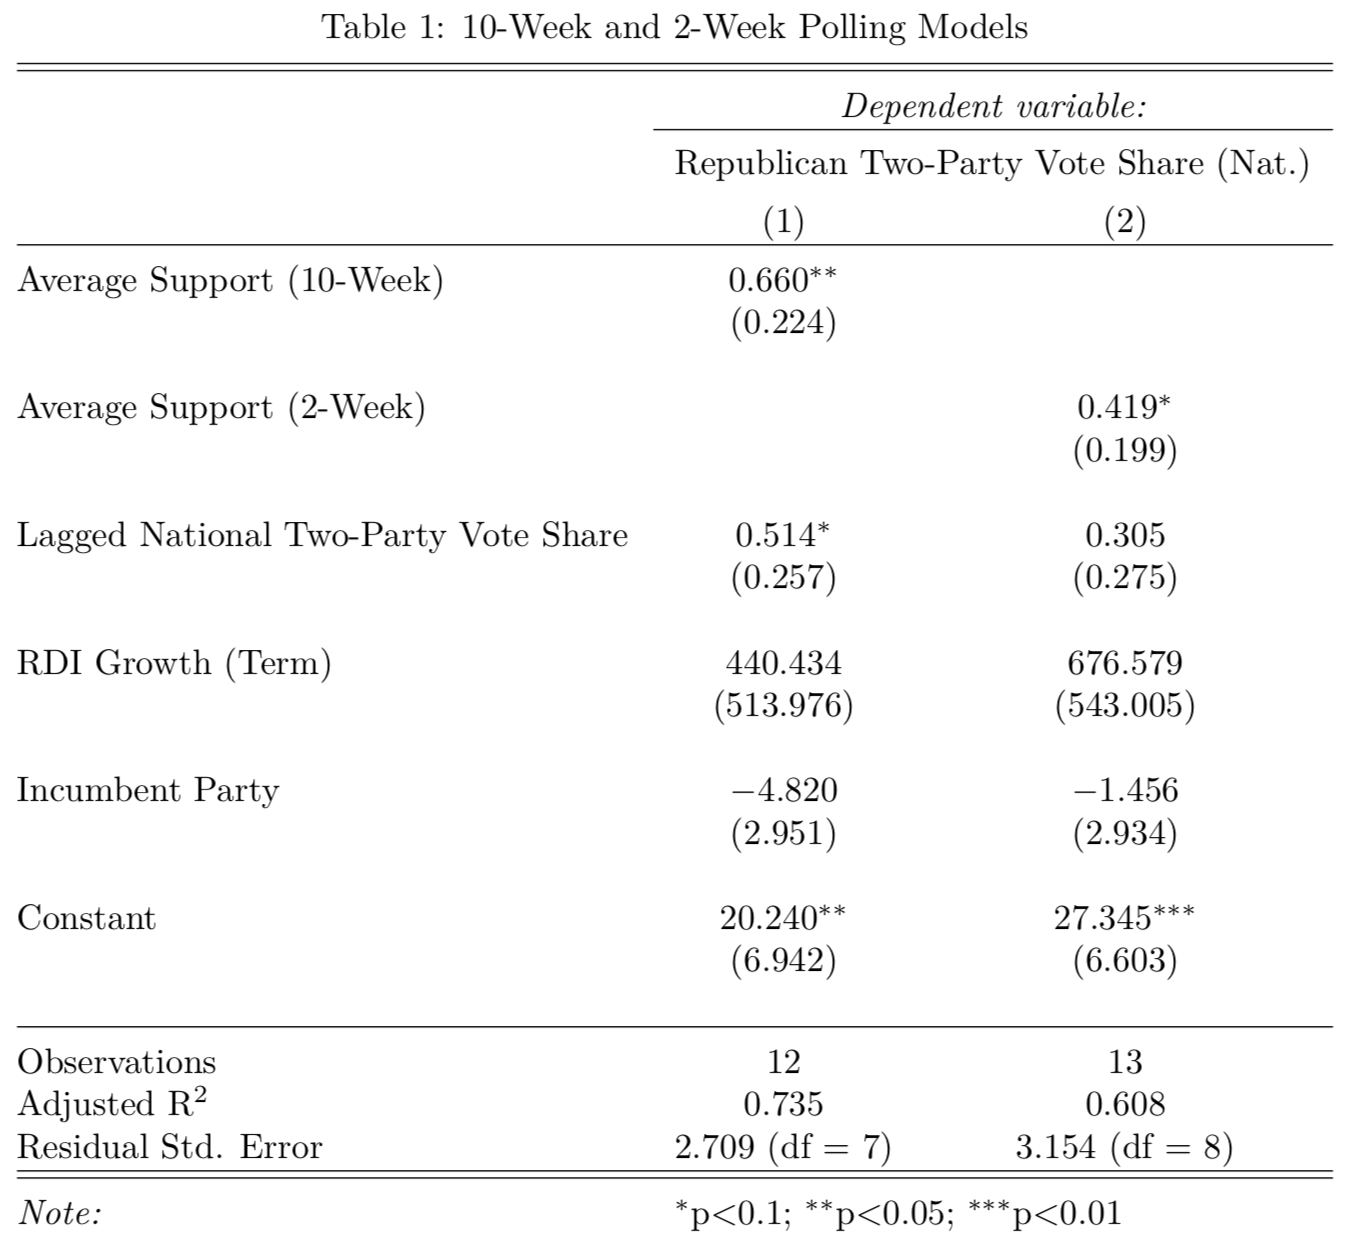 Table 1: 10-Week and 2-Week Polling Models
Dependent variable:
Republican Two-Party Vote Share (Nat.)
(1) (2)
Average Support (10-Week) 0.660**
(0.224)
Average Support (2-Week) 0.419*
(0.199)
Lagged National Two-Party Vote Share 0.514* 0.305
(0.257) (0.275)
RDI Growth (Term) 440.434 676.579
(513.976) (543.005)
Incumbent Party −4.820 −1.456
(2.951) (2.934)
Constant 20.240** 27.345***
(6.942) (6.603)
Observations 12 13
Adjusted R² 0.735 0.608
Residual Std. Error 2.709 (df = 7) 3.154 (df = 8)
Note: *p<0.1; **p<0.05; ***p<0.01